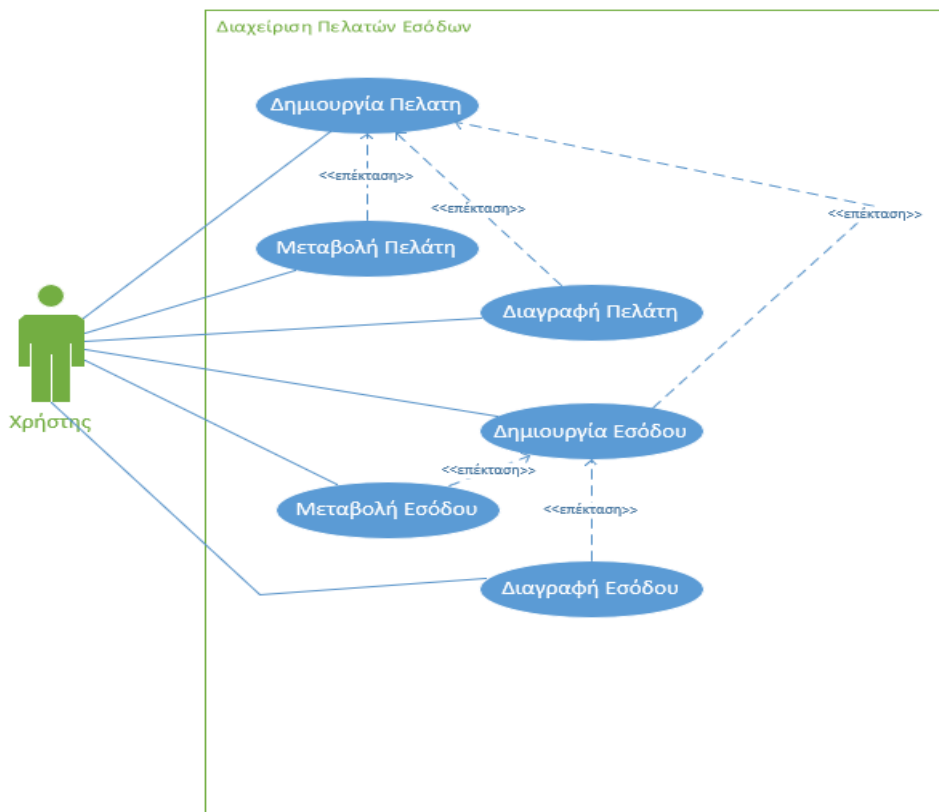 Διαχείριση Πελατών Εσόδων
Δημιουργία Πελατη
<<επέκταση>>
<<επέκταση>>
<<επέκταση>>
Μεταβολή Πελάτη
Διαγραφή Πελάτη
Χρήστης
Δημιουργία Εσόδου
<<επέκταση>>
Μεταβολή Εσόδου
<<επέκταση>>
Διαγραφή Εσόδου